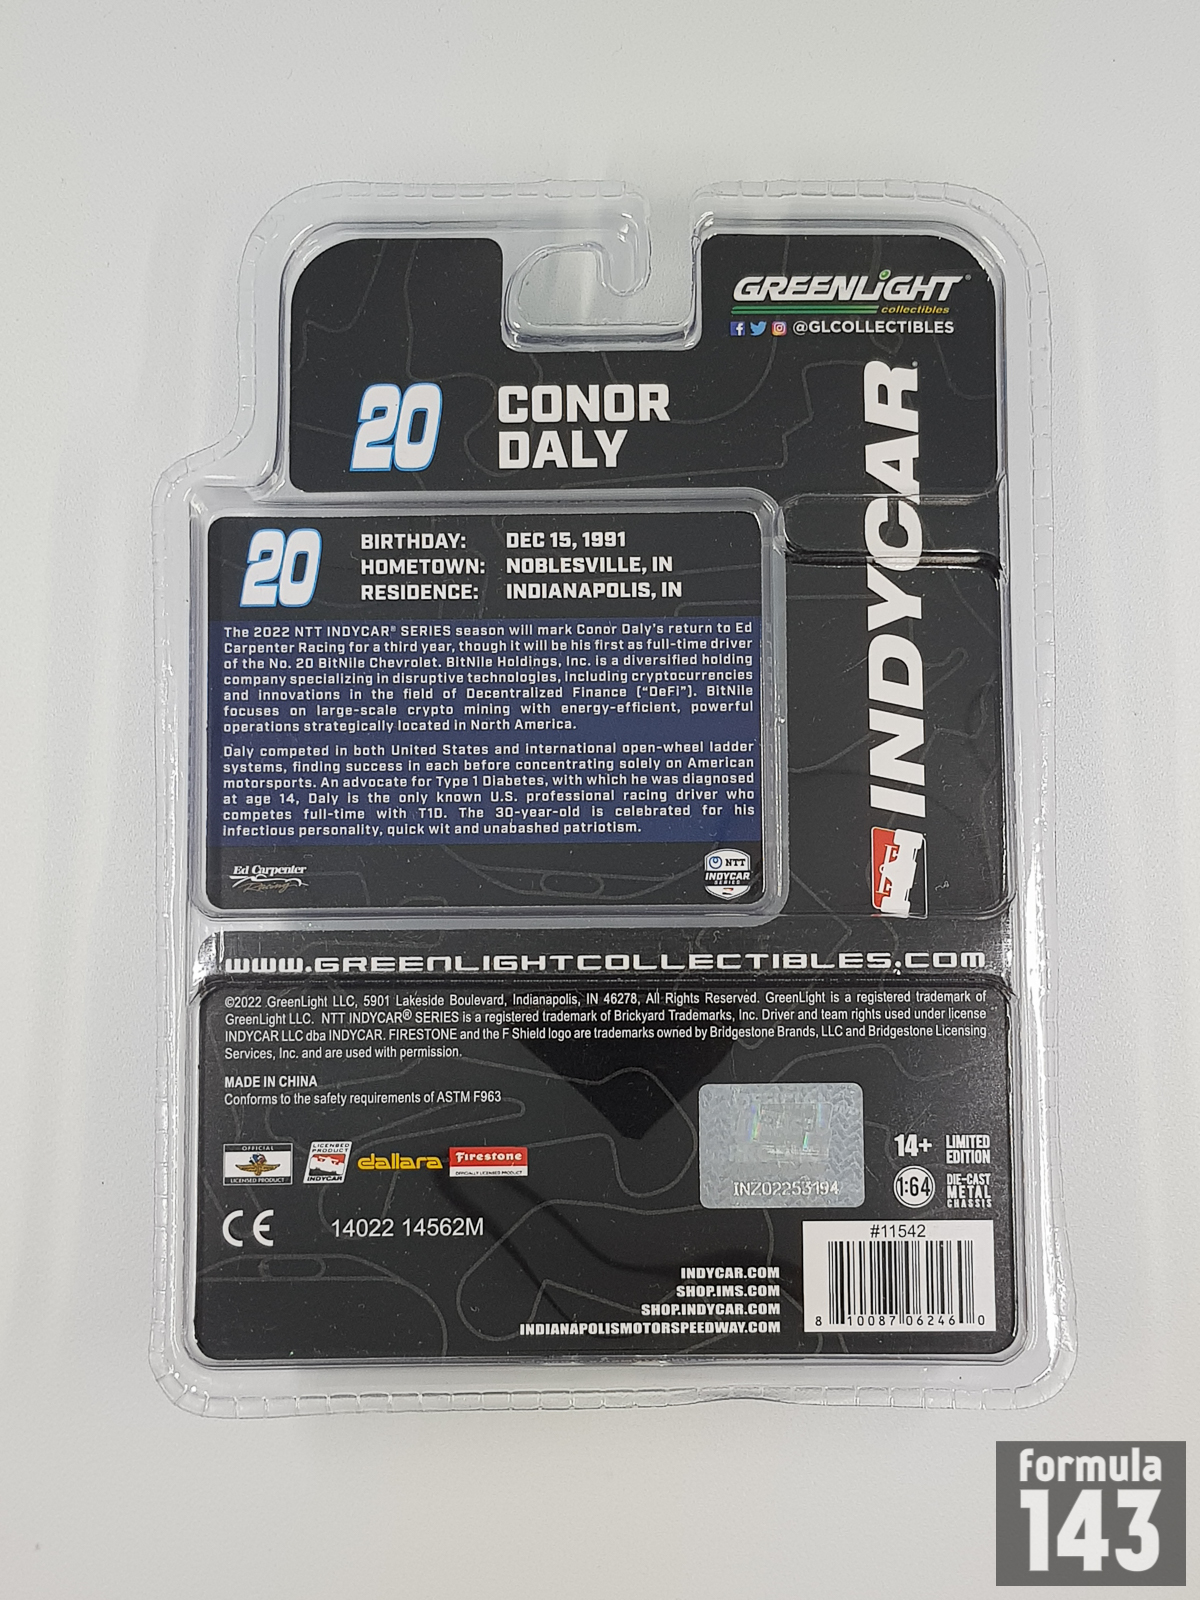 GREENLiGHT®
collectibles
@GLCOLLECTIBLES
20
CONOR
DALY
INDYCAR
20
BIRTHDAY: DEC 15, 1991
HOMETOWN: NOBLESVILLE, IN
RESIDENCE: INDIANAPOLIS, IN
The 2022 NTT INDYCAR® SERIES season will mark Conor Daly's return to Ed
Carpenter Racing for a third year, though it will be his first as full-time driver
of the No. 20 BitNile Chevrolet. BitNile Holdings, Inc. is a diversified holding
company specializing in disruptive technologies, including cryptocurrencies
and innovations in the field of Decentralized Finance ("DeFi"). BitNile
focuses on large-scale crypto mining with energy-efficient, powerful
operations strategically located in North America.
Daly competed in both United States and international open-wheel ladder
systems, finding success in each before concentrating solely on American
motorsports. An advocate for Type 1 Diabetes, with which he was diagnosed
at age 14, Daly is the only known U.S. professional racing driver who
competes full-time with T1D. The 30-year-old is celebrated for his
infectious personality, quick wit and unabashed patriotism.
Ed Carpenter
Racing
NTT
INDYCAR
SERIES
www.GREENLIGHTCOLLECTIBLES.COM
©2022 GreenLight LLC, 5901 Lakeside Boulevard, Indianapolis, IN 46278, All Rights Reserved. GreenLight is a registered trademark of
GreenLight LLC. NTT INDYCAR® SERIES is a registered trademark of Brickyard Trademarks, Inc. Driver and team rights used under license
INDYCAR LLC dba INDYCAR. FIRESTONE and the F Shield logo are trademarks owned by Bridgestone Brands, LLC and Bridgestone Licensing
Services, Inc. and are used with permission.
MADE IN CHINA
Conforms to the safety requirements of ASTM F963
OFFICIAL
LICENSED PRODUCT
LICENSED
PRODUCT
INDYCAR
dallara
Firestone
OFFICIALLY LICENSED PRODUCT
INZ02253194
14+ LIMITED
EDITION
1:64 DIE-CAST
METAL
CHASSIS
CE 14022 14562M
#11542
8 10087 06246 0
INDYCAR.COM
SHOP.IMS.COM
SHOP.INDYCAR.COM
INDIANAPOLISMOTORSPEEDWAY.COM
formula
143